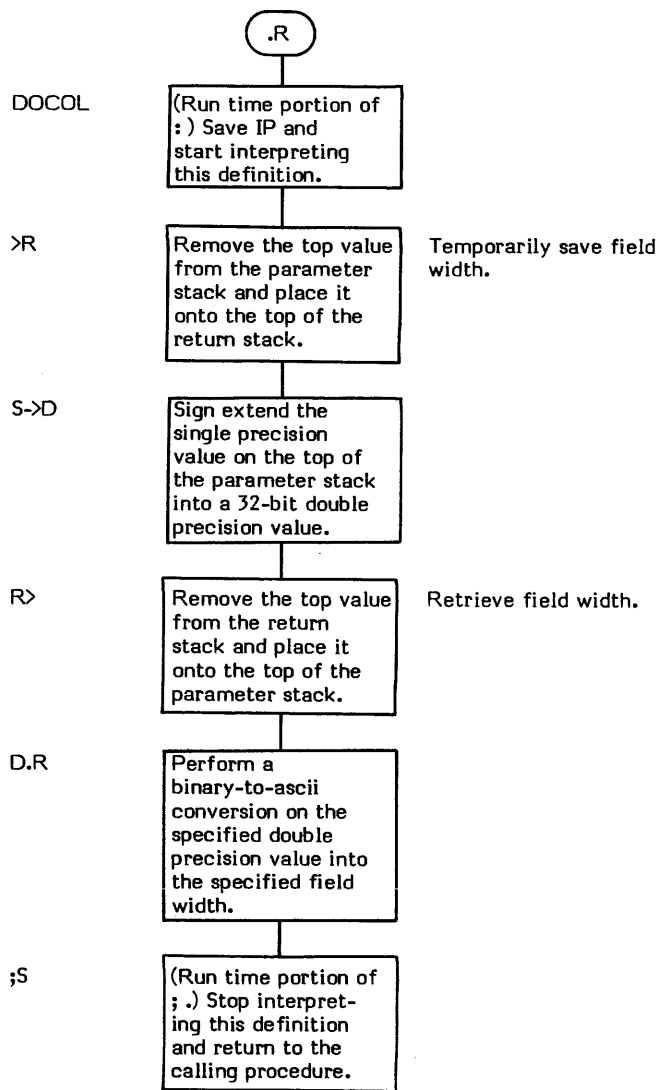 .R
DOCOL
(Run time portion of
: ) Save IP and
start interpreting
this definition.
>R
Remove the top value
from the parameter
stack and place it
onto the top of the
return stack.
Temporarily save field
width.
S->D
Sign extend the
single precision
value on the top of
the parameter stack
into a 32-bit double
precision value.
R>
Remove the top value
from the return
stack and place it
onto the top of the
parameter stack.
Retrieve field width.
D.R
Perform a
binary-to-ascii
conversion on the
specified double
precision value into
the specified field
width.
;S
(Run time portion of
; .) Stop interpret-
ing this definition
and return to the
calling procedure.